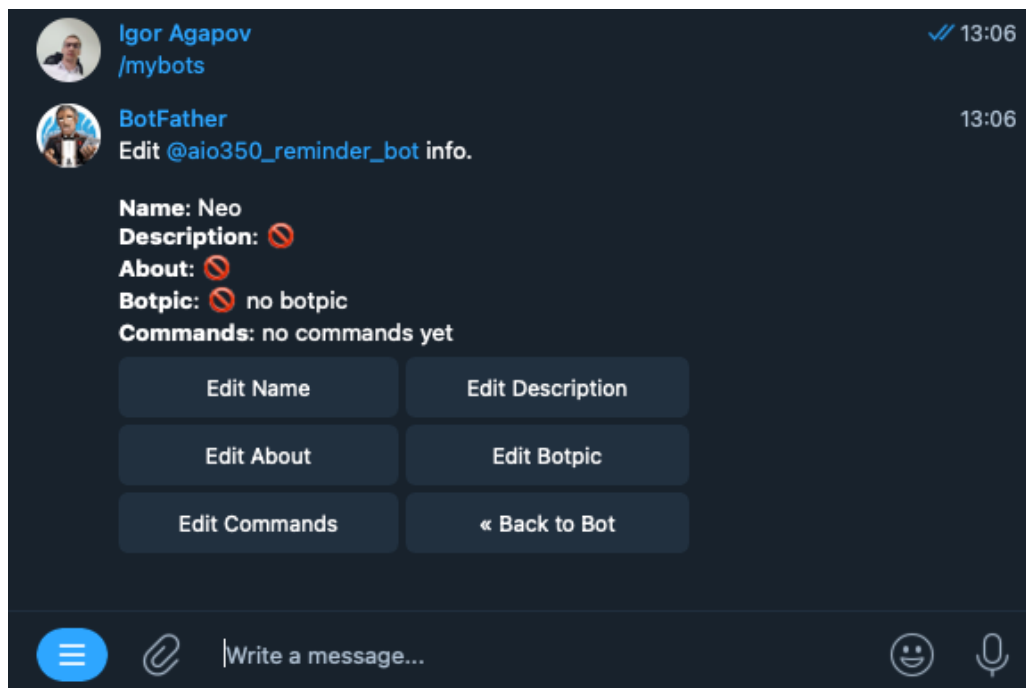 Igor Agapov 13:06
/mybots
BotFather 13:06
Edit @aio350_reminder_bot info.
Name: Neo
Description: 🚫
About: 🚫
Botpic: 🚫 no botpic
Commands: no commands yet
Edit Name Edit Description
Edit About Edit Botpic
Edit Commands « Back to Bot
Write a message...